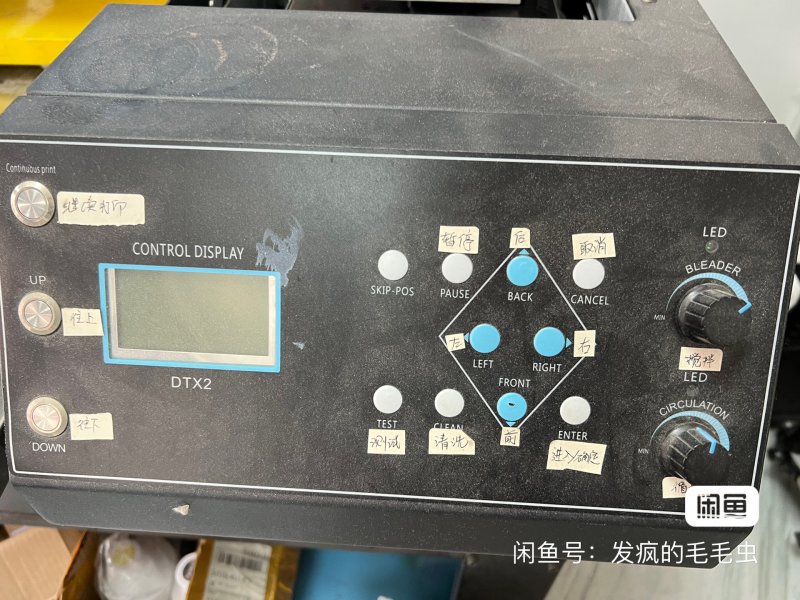 Continubus print
继续打印
UP
往上
DOWN
往下
CONTROL DISPLAY
DTX2
SKIP-POS
暂停
PAUSE
后
BACK
取消
CANCEL
左
LEFT
右
RIGHT
FRONT
前
TEST
测试
CLEAN
清洗
ENTER
进入/确定
LED
BLEADER
MIN
搅拌
LED
CIRCULATION
MIN
循
闲鱼
闲鱼号：发疯的毛毛虫